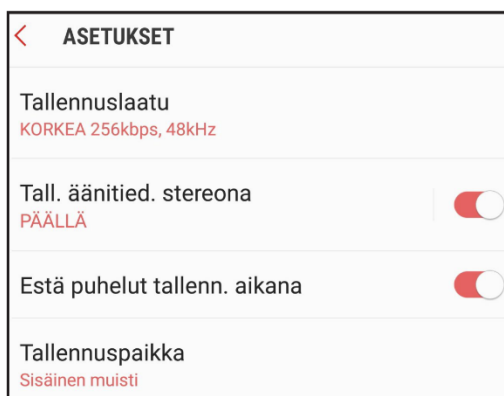 ASETUKSET
Tallennuslaatu
KORKEA 256kbps, 48kHz
Tall. äänitied. stereona
PÄÄLLÄ
Estä puhelut tallenn. aikana
Tallennuspaikka
Sisäinen muisti